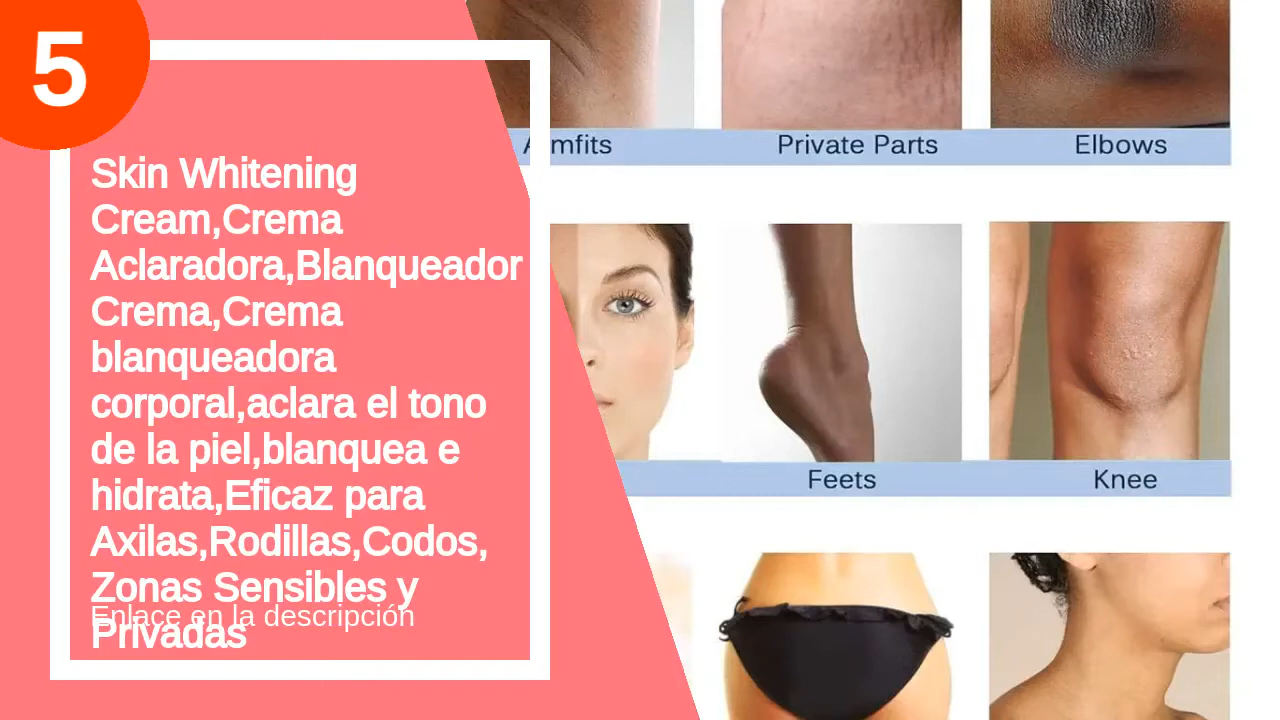 5
Skin Whitening
Cream,Crema
Aclaradora,Blanqueador
Crema,Crema
blanqueadora
corporal,aclara el tono
de la piel,blanquea e
hidrata,Eficaz para
Axilas,Rodillas,Codos,
Zonas Sensibles y
Privadas
Enlace en la descripción
A mfits
Private Parts
Elbows
Feets
Knee